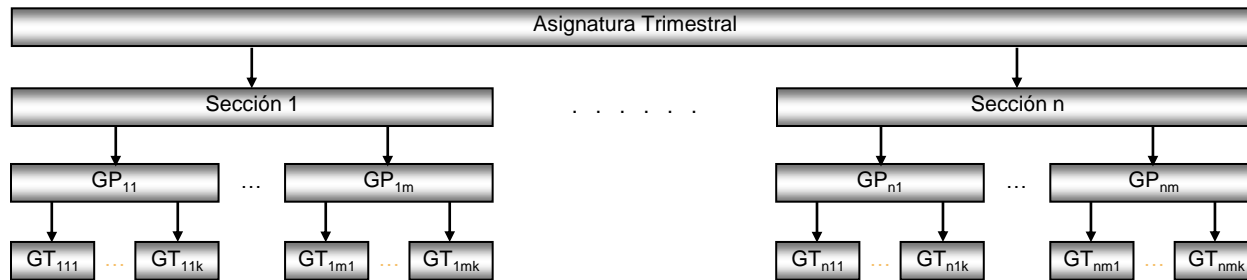 Asignatura Trimestral
Sección 1 . . . . . . Sección n
GP11 ... GP1m GPn1 ... GPnm
GT111 ... GT11k GT1m1 ... GT1mk GTn11 ... GTn1k GTnm1 ... GTnmk